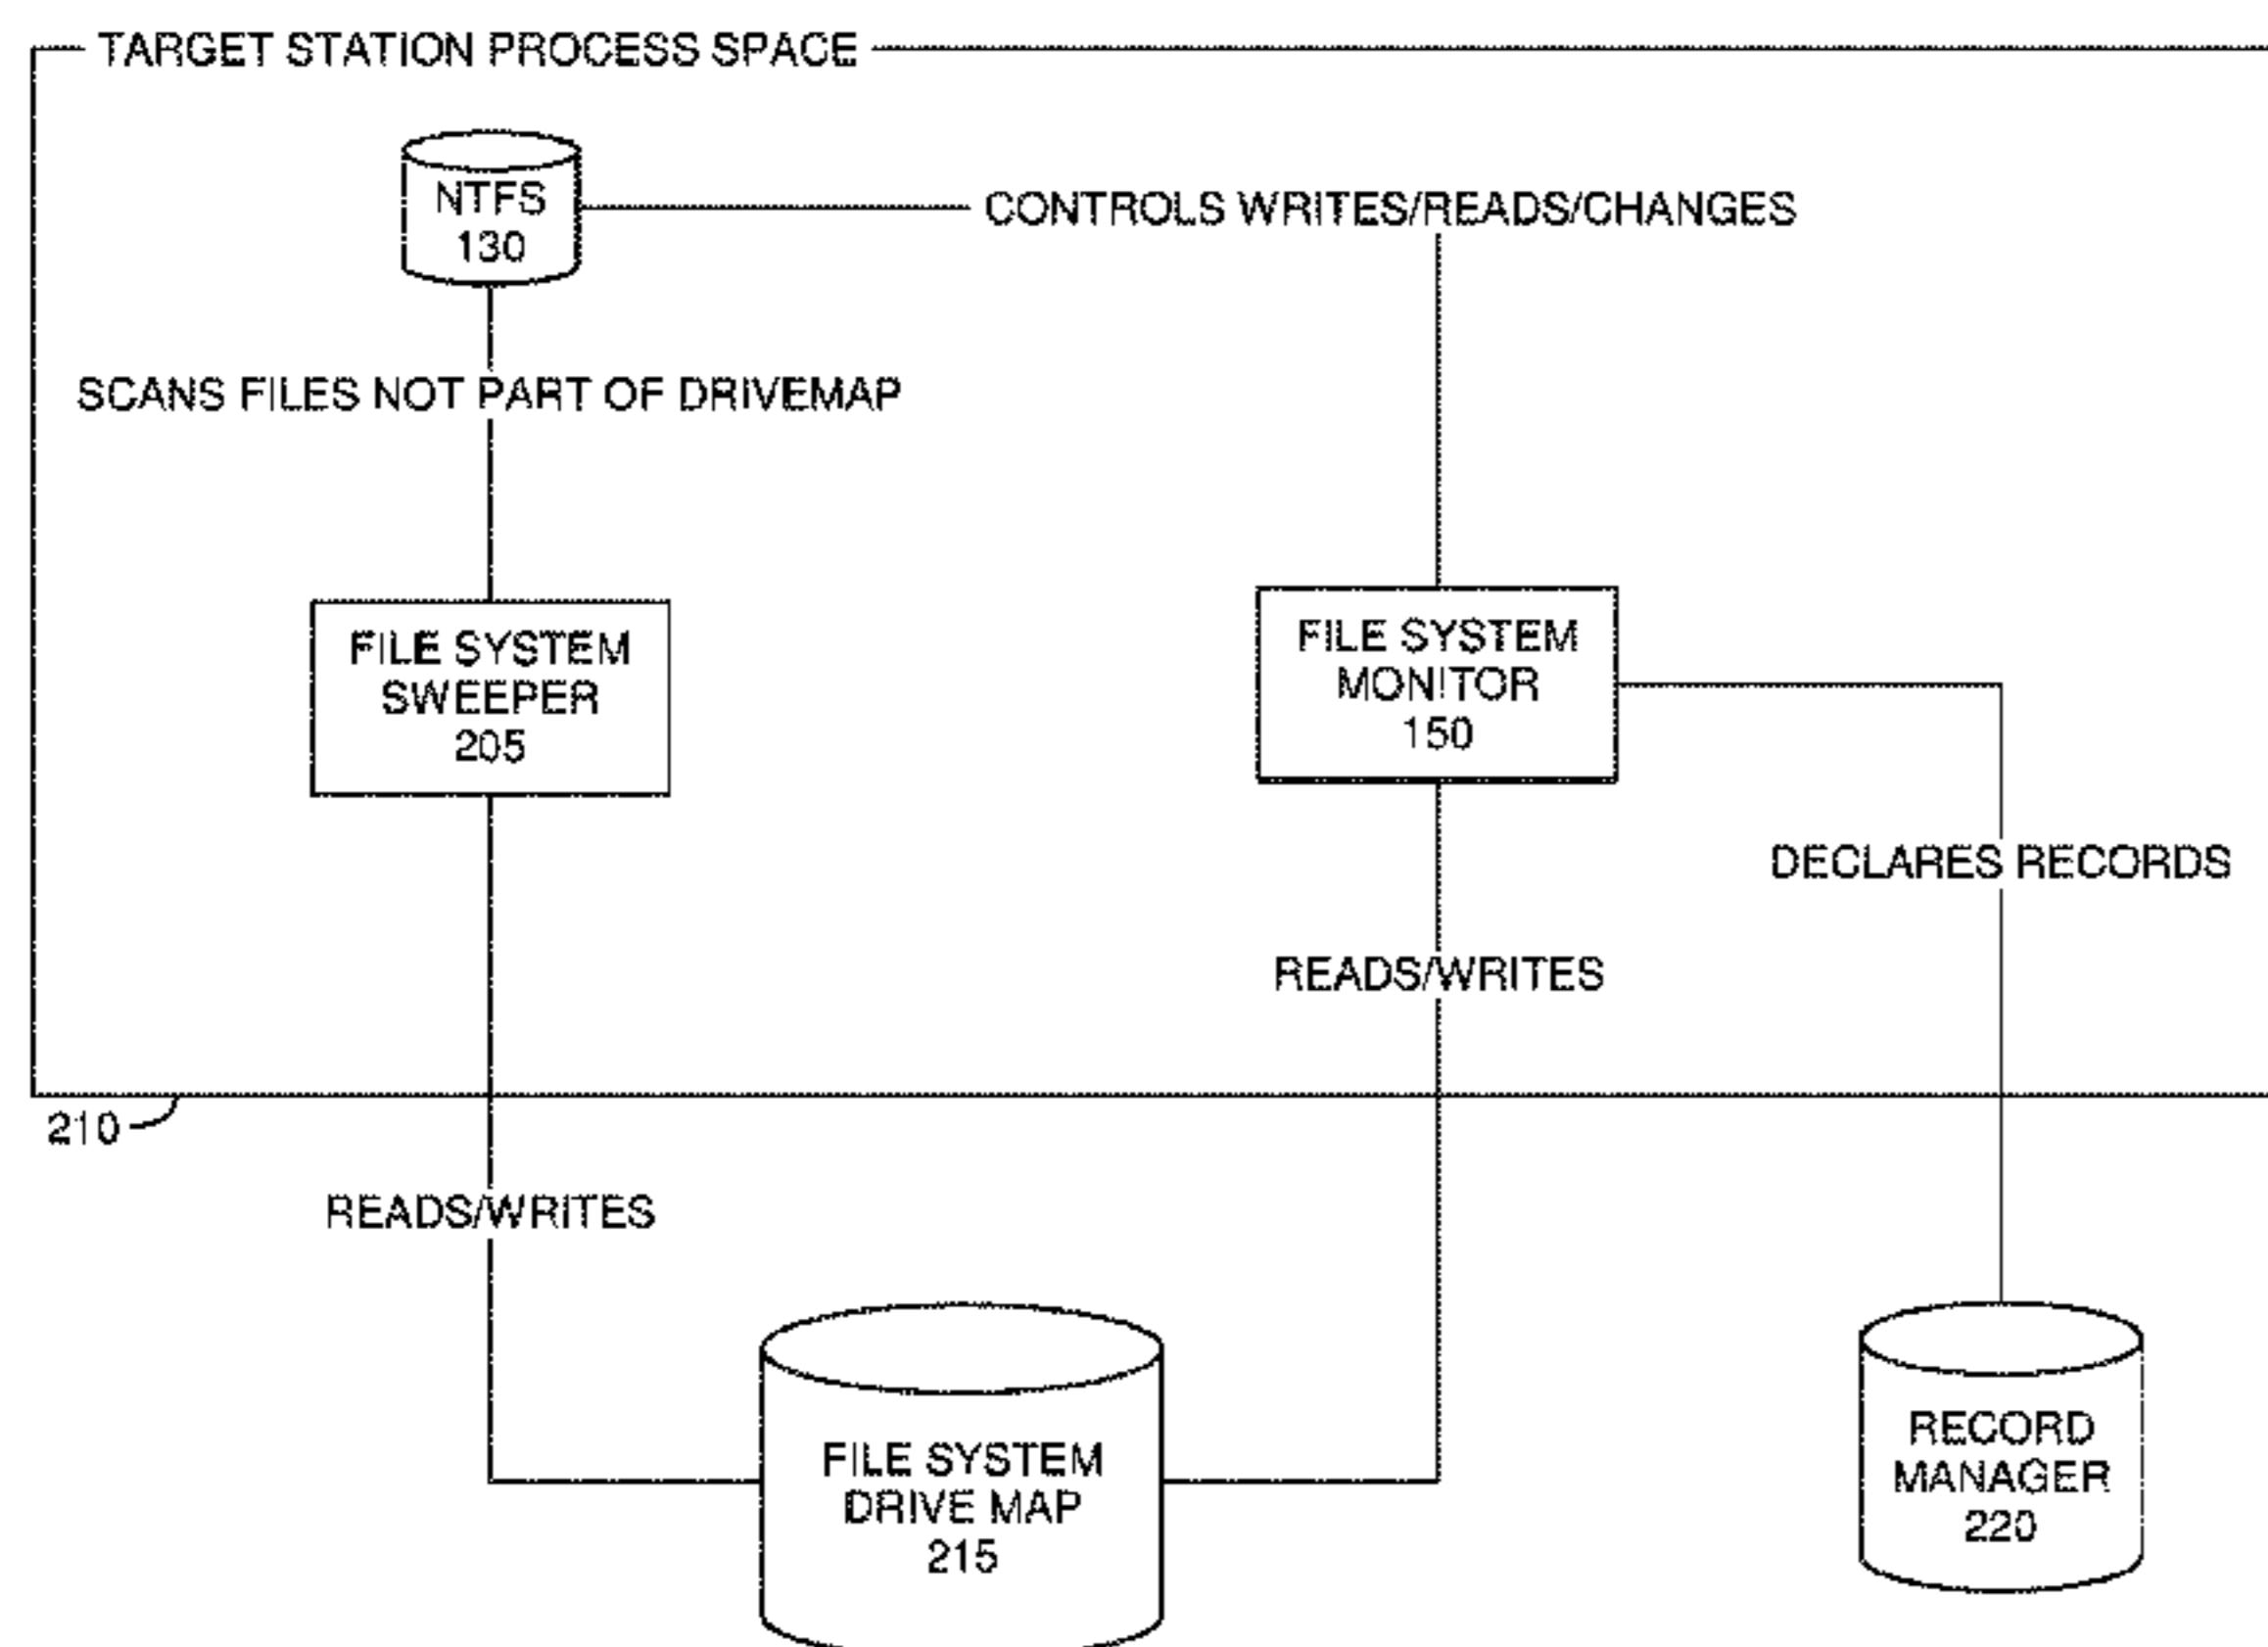 TARGET STATION PROCESS SPACE
NTFS
130
CONTROLS WRITES/READS/CHANGES
SCANS FILES NOT PART OF DRIVEMAP
FILE SYSTEM
SWEEPER
205
FILE SYSTEM
MONITOR
150
DECLARES RECORDS
READS/WRITES
210
READS/WRITES
FILE SYSTEM
DRIVE MAP
215
RECORD
MANAGER
220